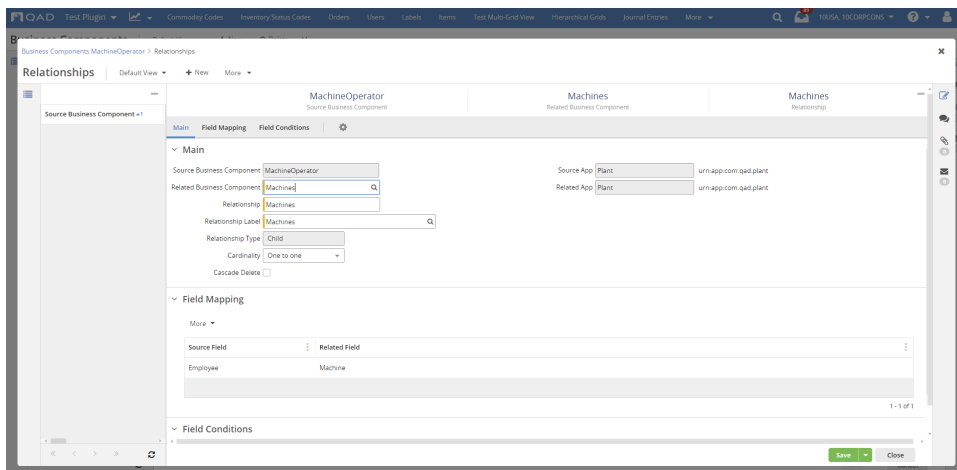 QAD Test Plugin Commodity Codes Inventory Status Codes Orders Users Labels Items Test Multi-Grid View Hierarchical Grids Journal Entries More 10USA, 10CORPCONS
Business Components MachineOperator > Relationships
Relationships Default View + New More
MachineOperator Machines Machines
Source Business Component Related Business Component Relationship
Source Business Component 1
Main Field Mapping Field Conditions
Main
Source Business Component MachineOperator Source App Plant urn:app:com.qad.plant
Related Business Component Machines Related App Plant urn:app:com.qad.plant
Relationship Machines
Relationship Label Machines
Relationship Type Child
Cardinality One to one
Cascade Delete
Field Mapping
More
Source Field Related Field
Employee Machine
1 - 1 of 1
Field Conditions
Save Close